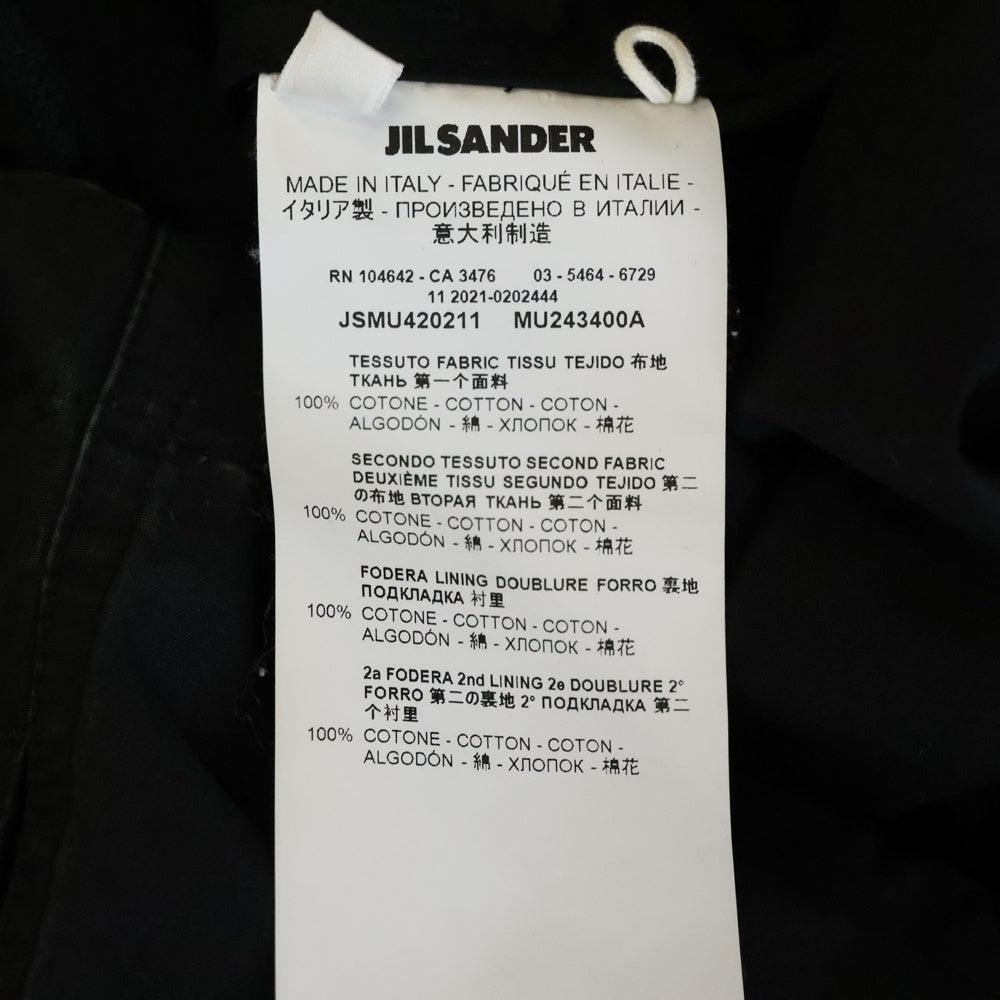 JIL SANDER
MADE IN ITALY - FABRIQUÉ EN ITALIE -
イタリア製 - ПРОИЗВЕДЕНО В ИТАЛИИ -
意大利制造
RN 104642 - CA 3476 03 - 5464 - 6729
11 2021-0202444
JSMU420211 MU243400A
TESSUTO FABRIC TISSU TEJIDO 布地
ТКАНЬ 第一个面料
100% COTONE - COTTON - COTON -
ALGODÓN - 綿 - ХЛОПОК - 棉花
SECONDO TESSUTO SECOND FABRIC
DEUXIÈME TISSU SEGUNDO TEJIDO 第二
の布地 ВТОРАЯ ТКАНЬ 第二个面料
100% COTONE - COTTON - COTON -
ALGODÓN - 綿 - ХЛОПОК - 棉花
FODERA LINING DOUBLURE FORRO 裏地
ПОДКЛАДКА 衬里
100% COTONE - COTTON - COTON -
ALGODÓN - 綿 - ХЛОПОК - 棉花
2a FODERA 2nd LINING 2e DOUBLURE 2°
FORRO 第二の裏地 2° ПОДКЛАДКА 第二
个衬里
100% COTONE - COTTON - COTON -
ALGODÓN - 綿 - ХЛОПОК - 棉花